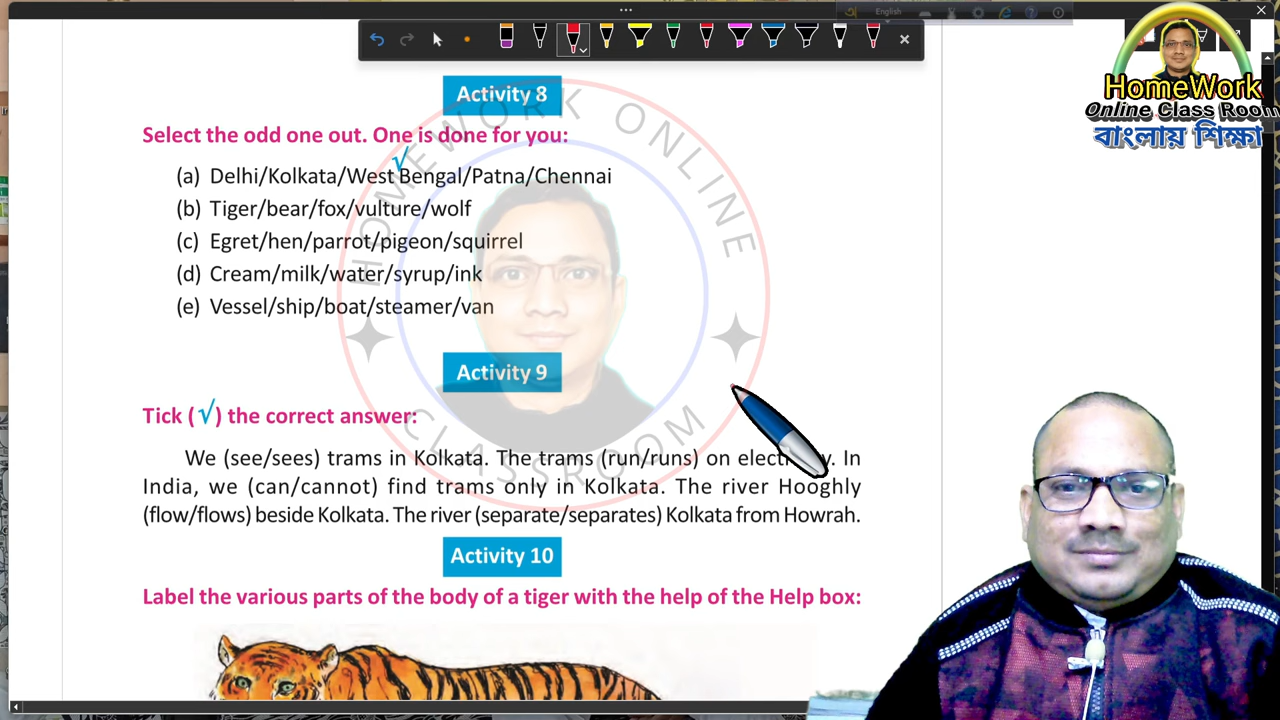 English
HomeWork
Online Class Room
বাংলায় শিক্ষা
Activity 8
Select the odd one out. One is done for you:
(a) Delhi/Kolkata/West Bengal/Patna/Chennai
(b) Tiger/bear/fox/vulture/wolf
(c) Egret/hen/parrot/pigeon/squirrel
(d) Cream/milk/water/syrup/ink
(e) Vessel/ship/boat/steamer/van
HOMEWORK ONLINE
CLASSROOM
Activity 9
Tick (√) the correct answer:
We (see/sees) trams in Kolkata. The trams (run/runs) on In
India, we (can/cannot) find trams only in Kolkata. The river Hooghly
(flow/flows) beside Kolkata. The river (separate/separates) Kolkata from Howrah.
Activity 10
Label the various parts of the body of a tiger with the help of the Help box: